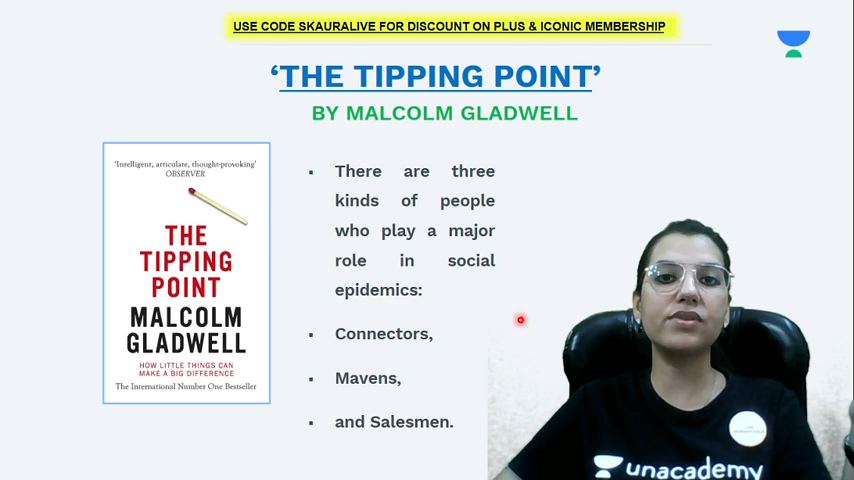 USE CODE SKAURALIVE FOR DISCOUNT ON PLUS & ICONIC MEMBERSHIP
‘THE TIPPING POINT’
BY MALCOLM GLADWELL
‘Intelligent, articulate, thought-provoking’
OBSERVER
THE
TIPPING
POINT
MALCOLM
GLADWELL
HOW LITTLE THINGS CAN
MAKE A BIG DIFFERENCE
The International Number One Bestseller
▪ There are three
kinds of people
who play a major
role in social
epidemics:
▪ Connectors,
▪ Mavens,
▪ and Salesmen.
unacademy